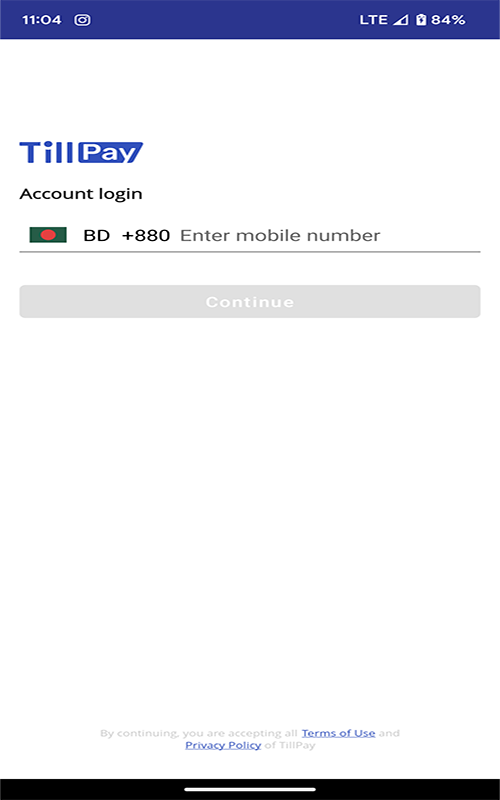 11:04 LTE 84%
TillPay
Account login
BD +880 Enter mobile number
Continue
By continuing, you are accepting all Terms of Use and
Privacy Policy of TillPay